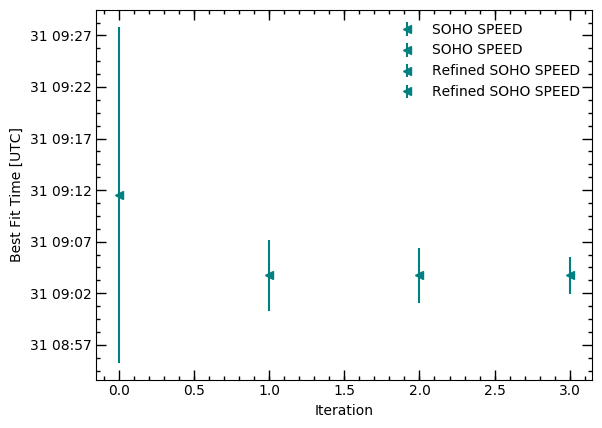 SOHO SPEED
SOHO SPEED
Refined SOHO SPEED
Refined SOHO SPEED
Best Fit Time [UTC]
31 09:27
31 09:22
31 09:17
31 09:12
31 09:07
31 09:02
31 08:57
0.0 0.5 1.0 1.5 2.0 2.5 3.0
Iteration